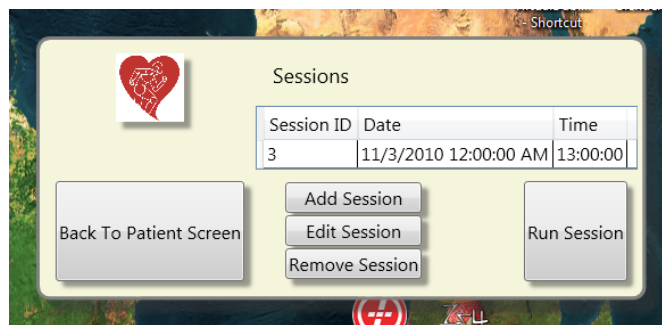 - Shortcut
Sessions
Session ID Date Time
3 11/3/2010 12:00:00 AM 13:00:00
Add Session
Back To Patient Screen Edit Session Run Session
Remove Session